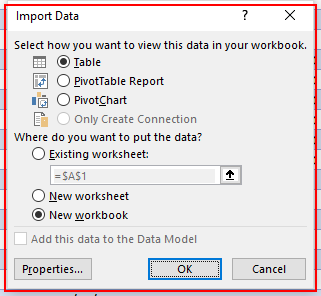 Import Data
Select how you want to view this data in your workbook.
Table
PivotTable Report
PivotChart
Only Create Connection
Where do you want to put the data?
Existing worksheet:
=$A$1
New worksheet
New workbook
Add this data to the Data Model
Properties...
OK
Cancel